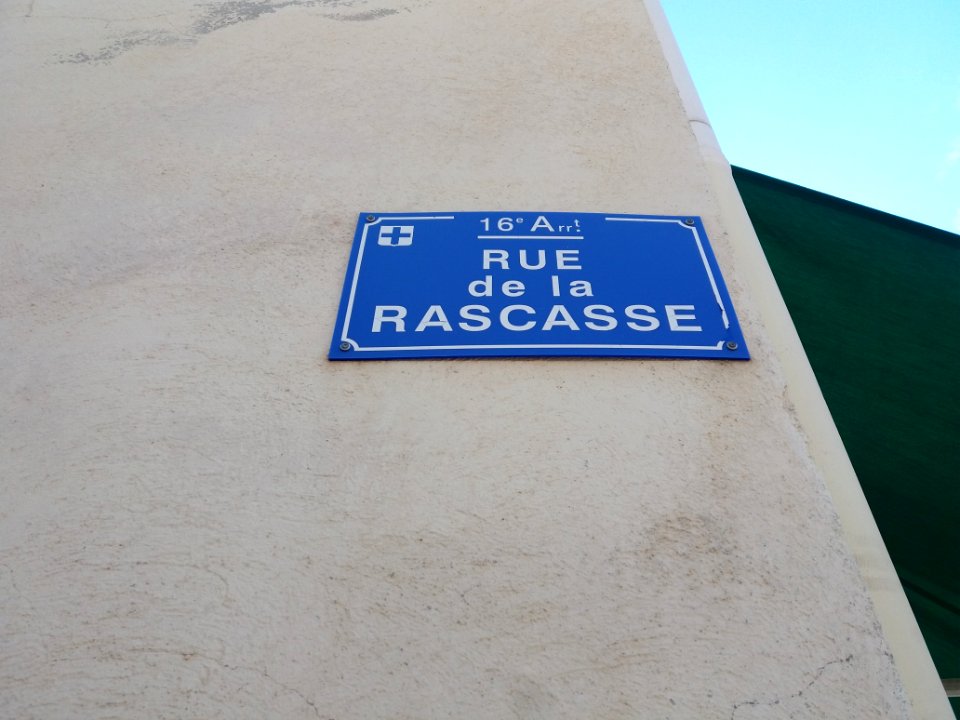 16e Arrt.
RUE
de la
RASCASSE